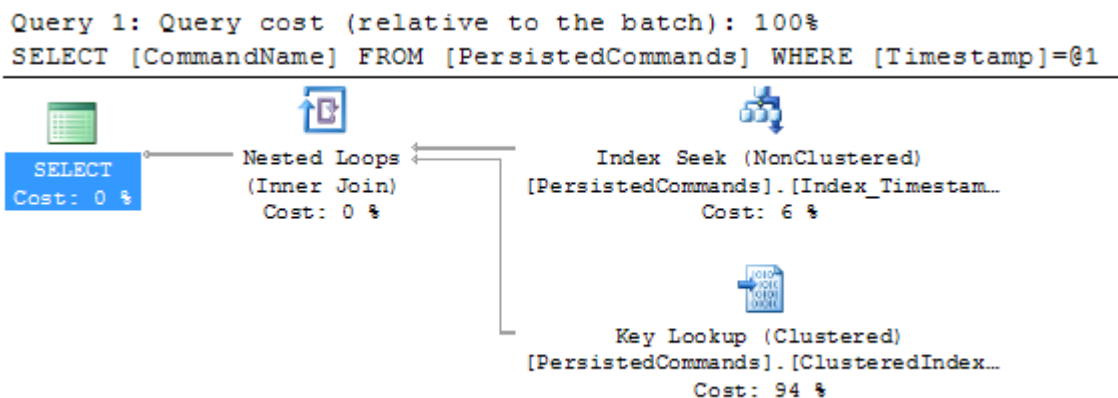 Query 1: Query cost (relative to the batch): 100%
SELECT [CommandName] FROM [PersistedCommands] WHERE [Timestamp]=@1
SELECT
Cost: 0 %
Nested Loops
(Inner Join)
Cost: 0 %
Index Seek (NonClustered)
[PersistedCommands].[Index_Timestam…
Cost: 6 %
Key Lookup (Clustered)
[PersistedCommands].[ClusteredIndex…
Cost: 94 %